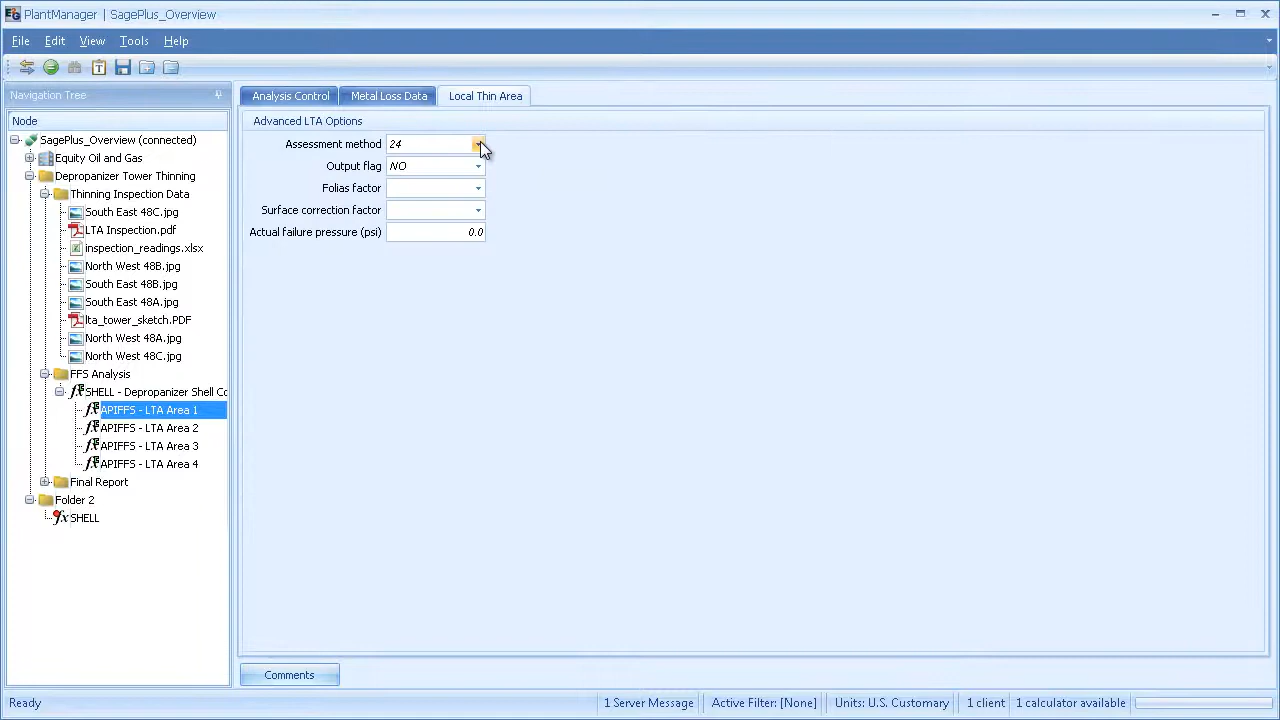 PlantManager | SagePlus_Overview
File Edit View Tools Help
Navigation Tree
Node
SagePlus_Overview (connected)
Equity Oil and Gas
Depropanizer Tower Thinning
Thinning Inspection Data
South East 48C.jpg
LTA Inspection.pdf
inspection_readings.xlsx
North West 48B.jpg
South East 48B.jpg
South East 48A.jpg
lta_tower_sketch.PDF
North West 48A.jpg
North West 48C.jpg
FFS Analysis
SHELL - Depropanizer Shell Co
APIFFS - LTA Area 1
APIFFS - LTA Area 2
APIFFS - LTA Area 3
APIFFS - LTA Area 4
Final Report
Folder 2
SHELL
Analysis Control Metal Loss Data Local Thin Area
Advanced LTA Options
Assessment method 24
Output flag NO
Folias factor
Surface correction factor
Actual failure pressure (psi) 0.0
Comments
Ready 1 Server Message Active Filter: [None] Units: U.S. Customary 1 client 1 calculator available